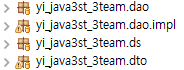 yi_java3st_3team.dao
yi_java3st_3team.dao.impl
yi_java3st_3team.ds
yi_java3st_3team.dto